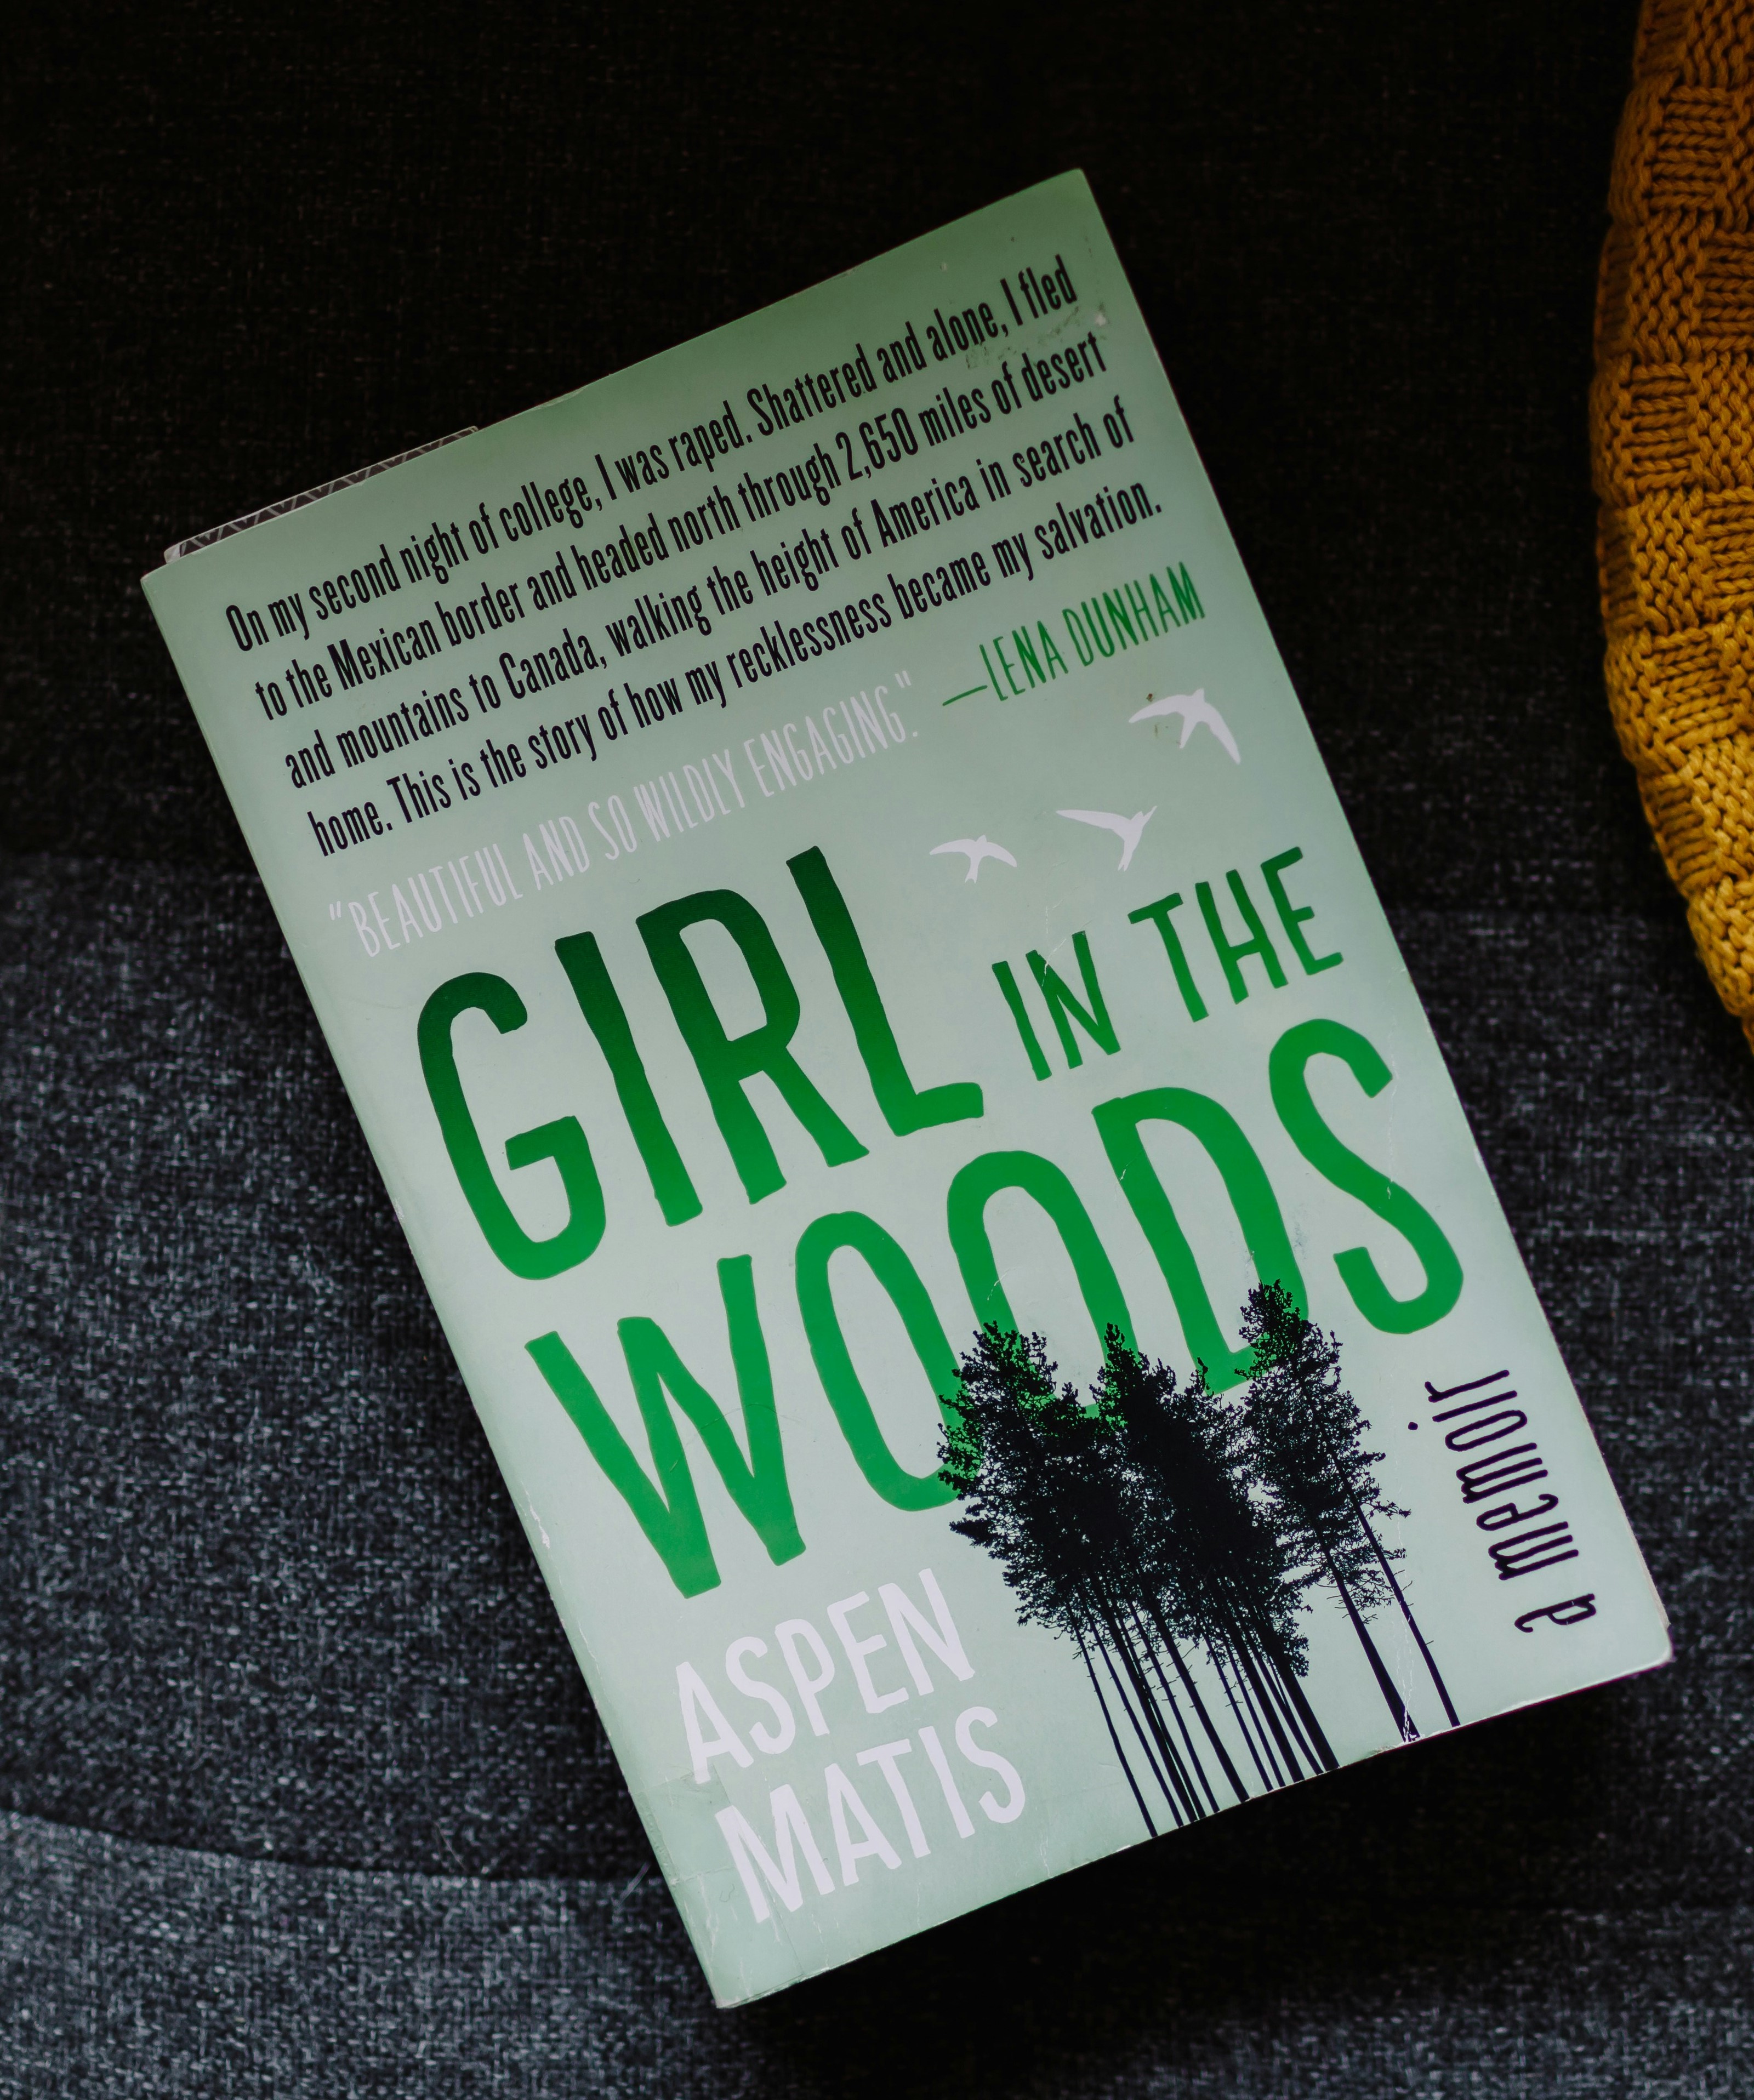 On my second night of college, I was raped. Shattered and alone, I fled
to the Mexican border and headed north through 2,650 miles of desert
and mountains to Canada, walking the height of America in search of
home. This is the story of how my recklessness became my salvation.
"BEAUTIFUL AND SO WILDLY ENGAGING." —LENA DUNHAM
GIRL IN THE
WOODS
a memoir
ASPEN
MATIS